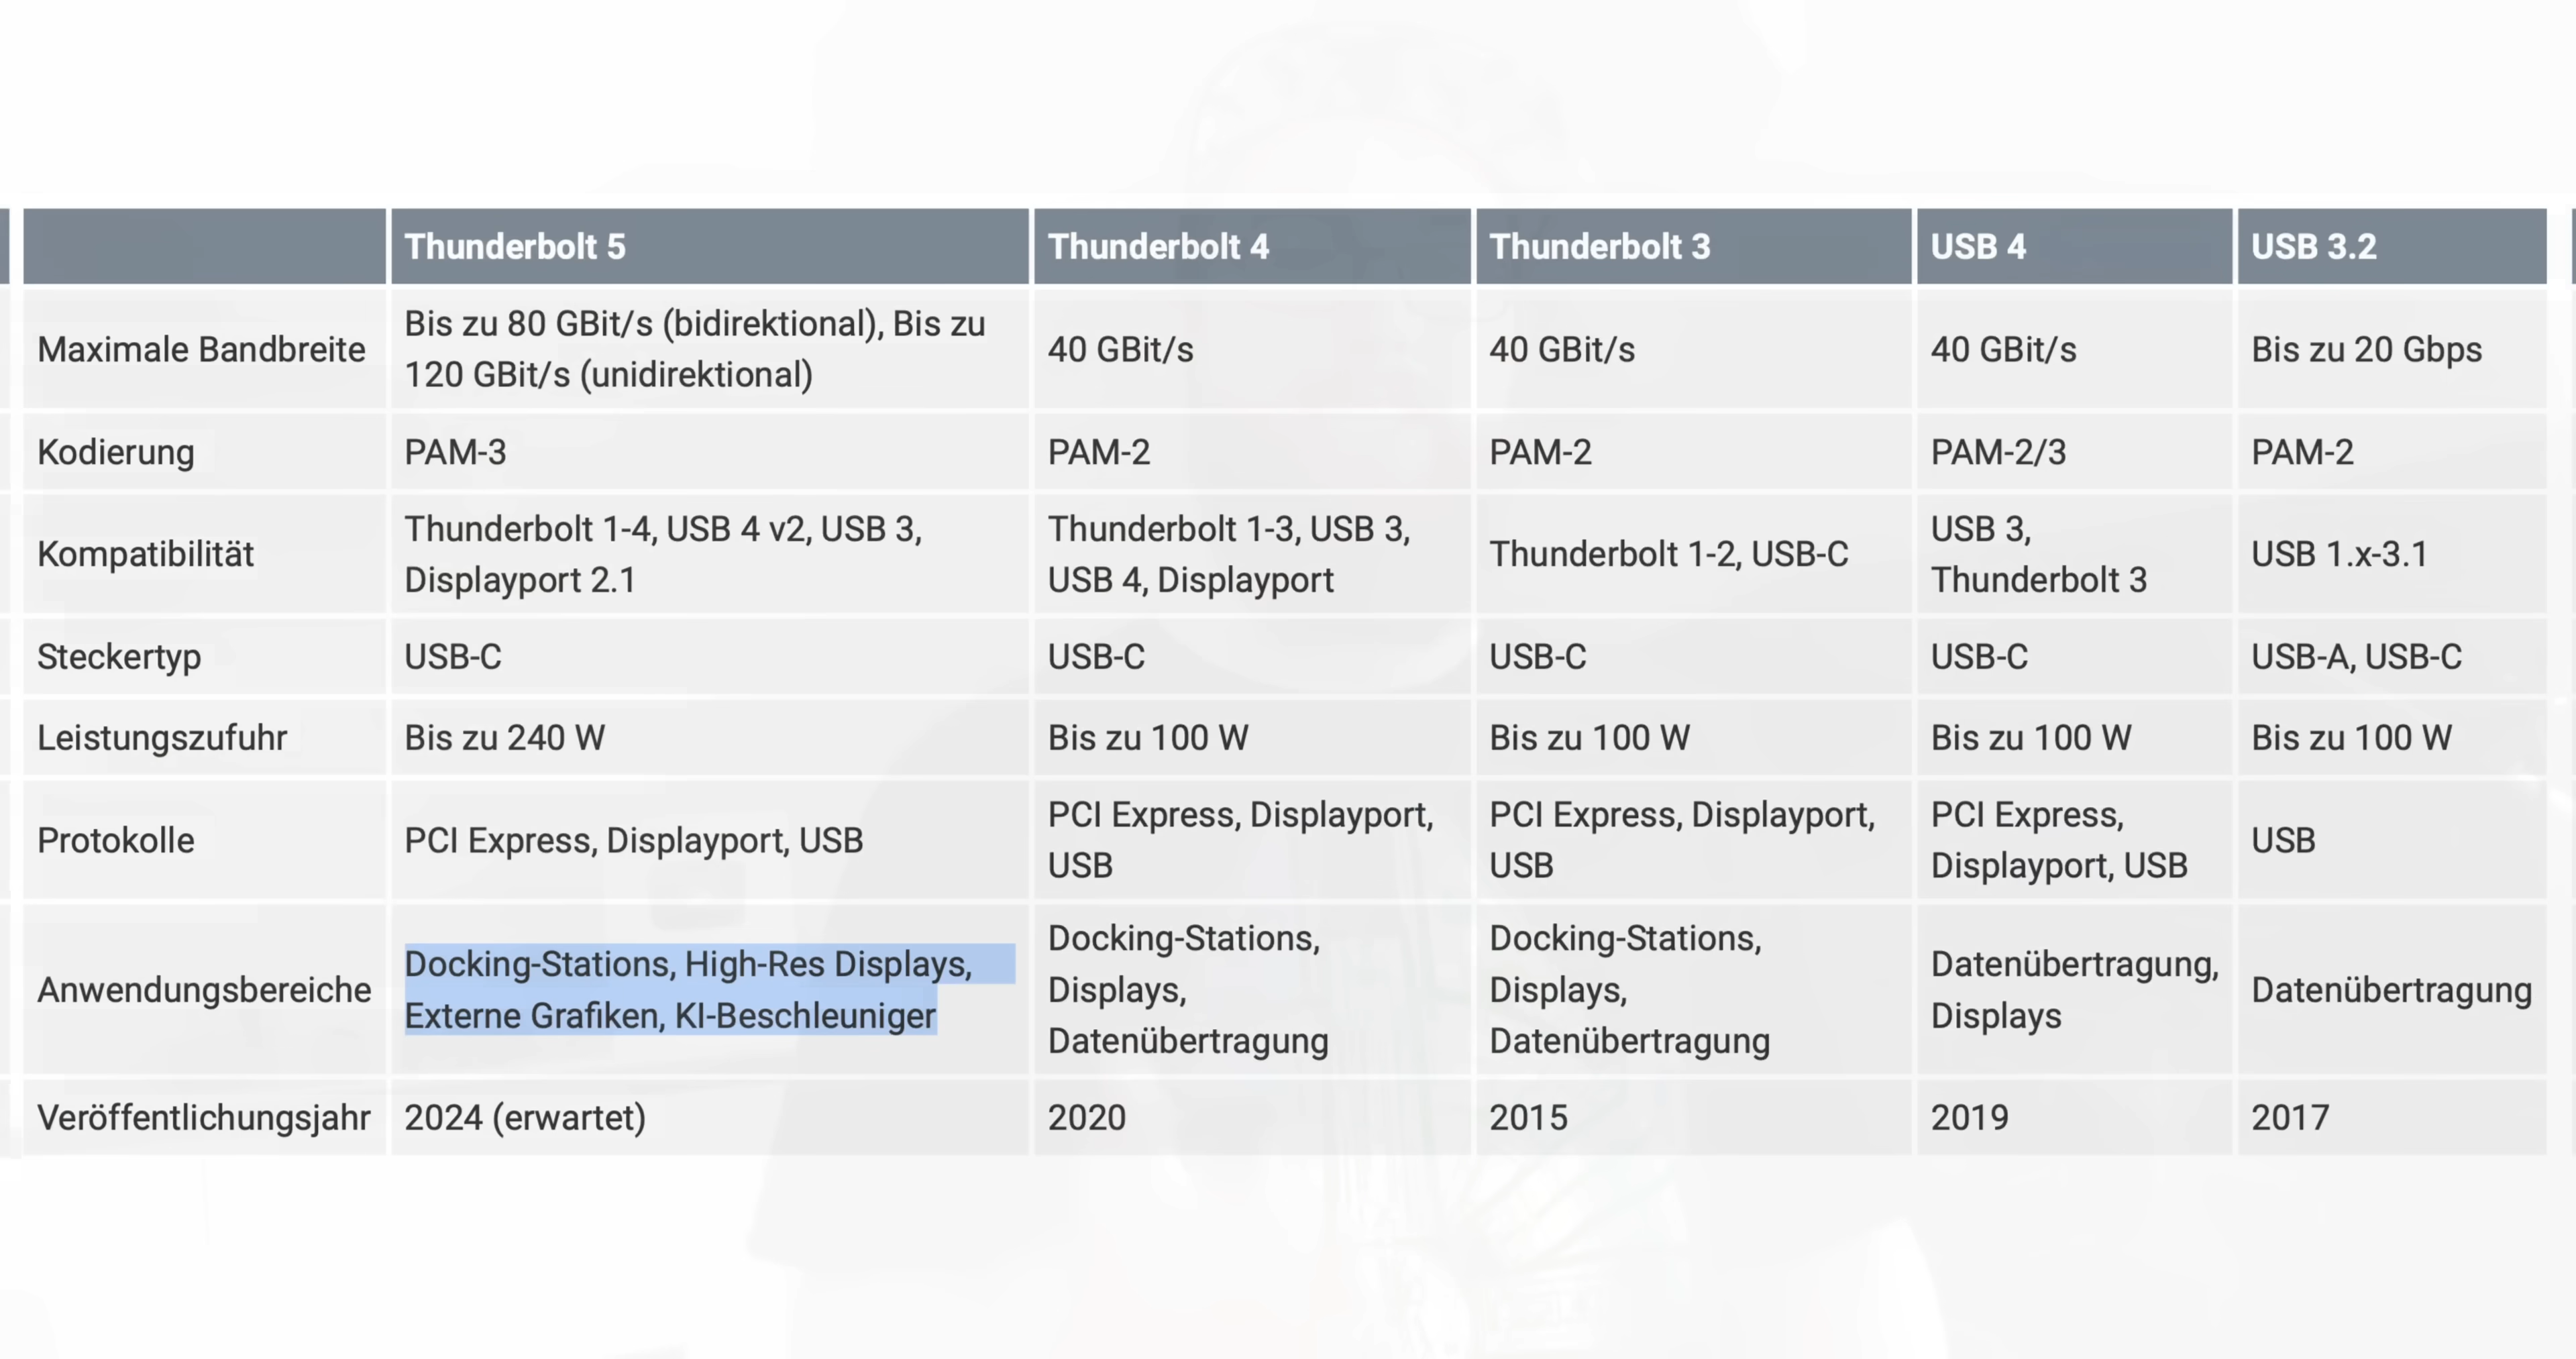 Thunderbolt 5 Thunderbolt 4 Thunderbolt 3 USB 4 USB 3.2
Maximale Bandbreite
Bis zu 80 GBit/s (bidirektional), Bis zu
120 GBit/s (unidirektional)
40 GBit/s
40 GBit/s
40 GBit/s
Bis zu 20 Gbps
Kodierung
PAM-3
PAM-2
PAM-2
PAM-2/3
PAM-2
Kompatibilität
Thunderbolt 1-4, USB 4 v2, USB 3,
Displayport 2.1
Thunderbolt 1-3, USB 3,
USB 4, Displayport
Thunderbolt 1-2, USB-C
USB 3,
Thunderbolt 3
USB 1.x-3.1
Steckertyp
USB-C
USB-C
USB-C
USB-C
USB-A, USB-C
Leistungszufuhr
Bis zu 240 W
Bis zu 100 W
Bis zu 100 W
Bis zu 100 W
Bis zu 100 W
Protokolle
PCI Express, Displayport, USB
PCI Express, Displayport,
USB
PCI Express, Displayport,
USB
PCI Express,
Displayport, USB
USB
Anwendungsbereiche
Docking-Stations, High-Res Displays,
Externe Grafiken, KI-Beschleuniger
Docking-Stations,
Displays,
Datenübertragung
Docking-Stations,
Displays,
Datenübertragung
Datenübertragung,
Displays
Datenübertragung
Veröffentlichungsjahr
2024 (erwartet)
2020
2015
2019
2017